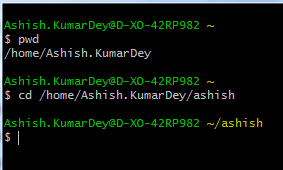 Ashish.KumarDey@D-XO-42RP982 ~
$ pwd
/home/Ashish.KumarDey
Ashish.KumarDey@D-XO-42RP982 ~
$ cd /home/Ashish.KumarDey/ashish
Ashish.KumarDey@D-XO-42RP982 ~/ashish
$